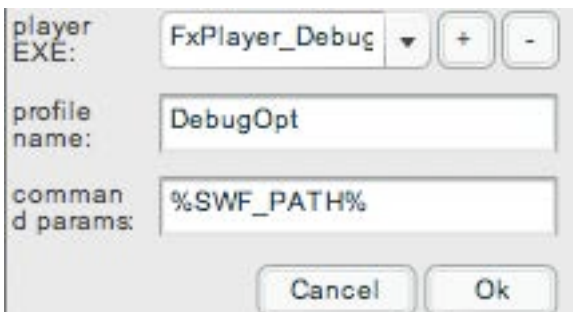 player
EXE: FxPlayer_Debug + -
profile
name: DebugOpt
comman
d params: %SWF_PATH%
Cancel Ok